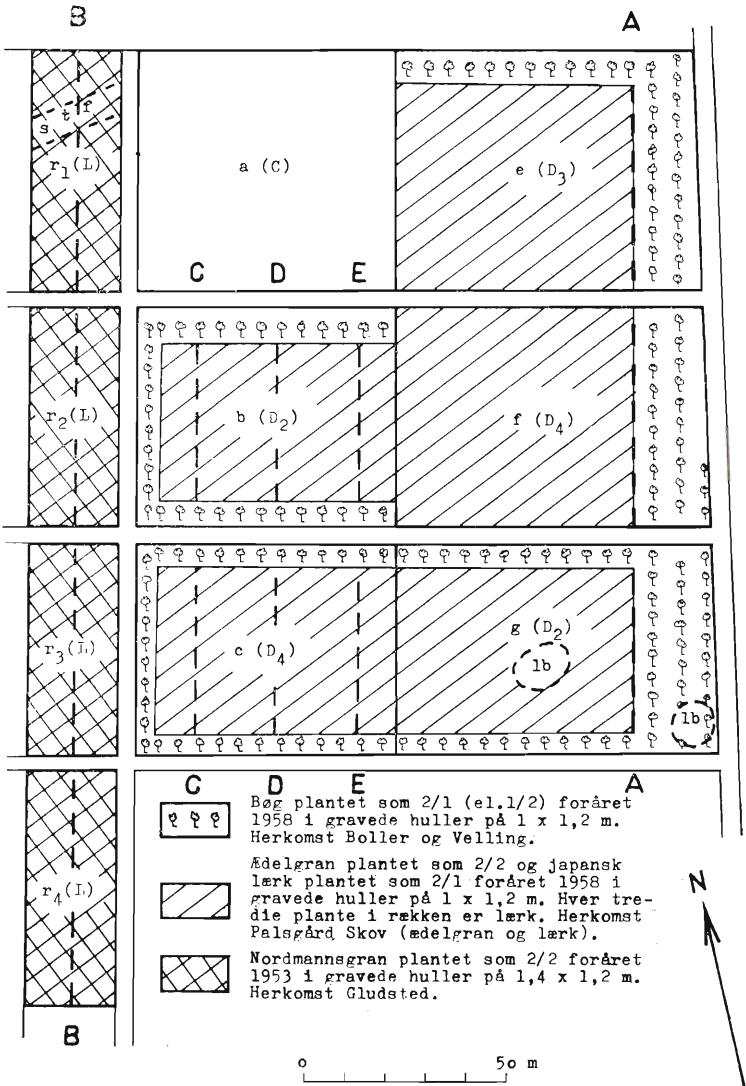 B A
s t f
r1(L) a (C) e (D3)
C D E
r2(L) b (D2) f (D4)
r3(L) c (D4) g (D2)
lb
lb
C D E A
r4(L)
Bøg plantet som 2/1 (el.1/2) foråret
1958 i gravede huller på 1 x 1,2 m.
Herkomst Boller og Velling.
Ædelgran plantet som 2/2 og japansk
lærk plantet som 2/1 foråret 1958 i
gravede huller på 1 x 1,2 m. Hver tre-
die plante i rækken er lærk. Herkomst
Palsgård Skov (ædelgran og lærk).
Nordmannsgran plantet som 2/2 foråret
1953 i gravede huller på 1,4 x 1,2 m.
Herkomst Gludsted.
N
B
0 50 m